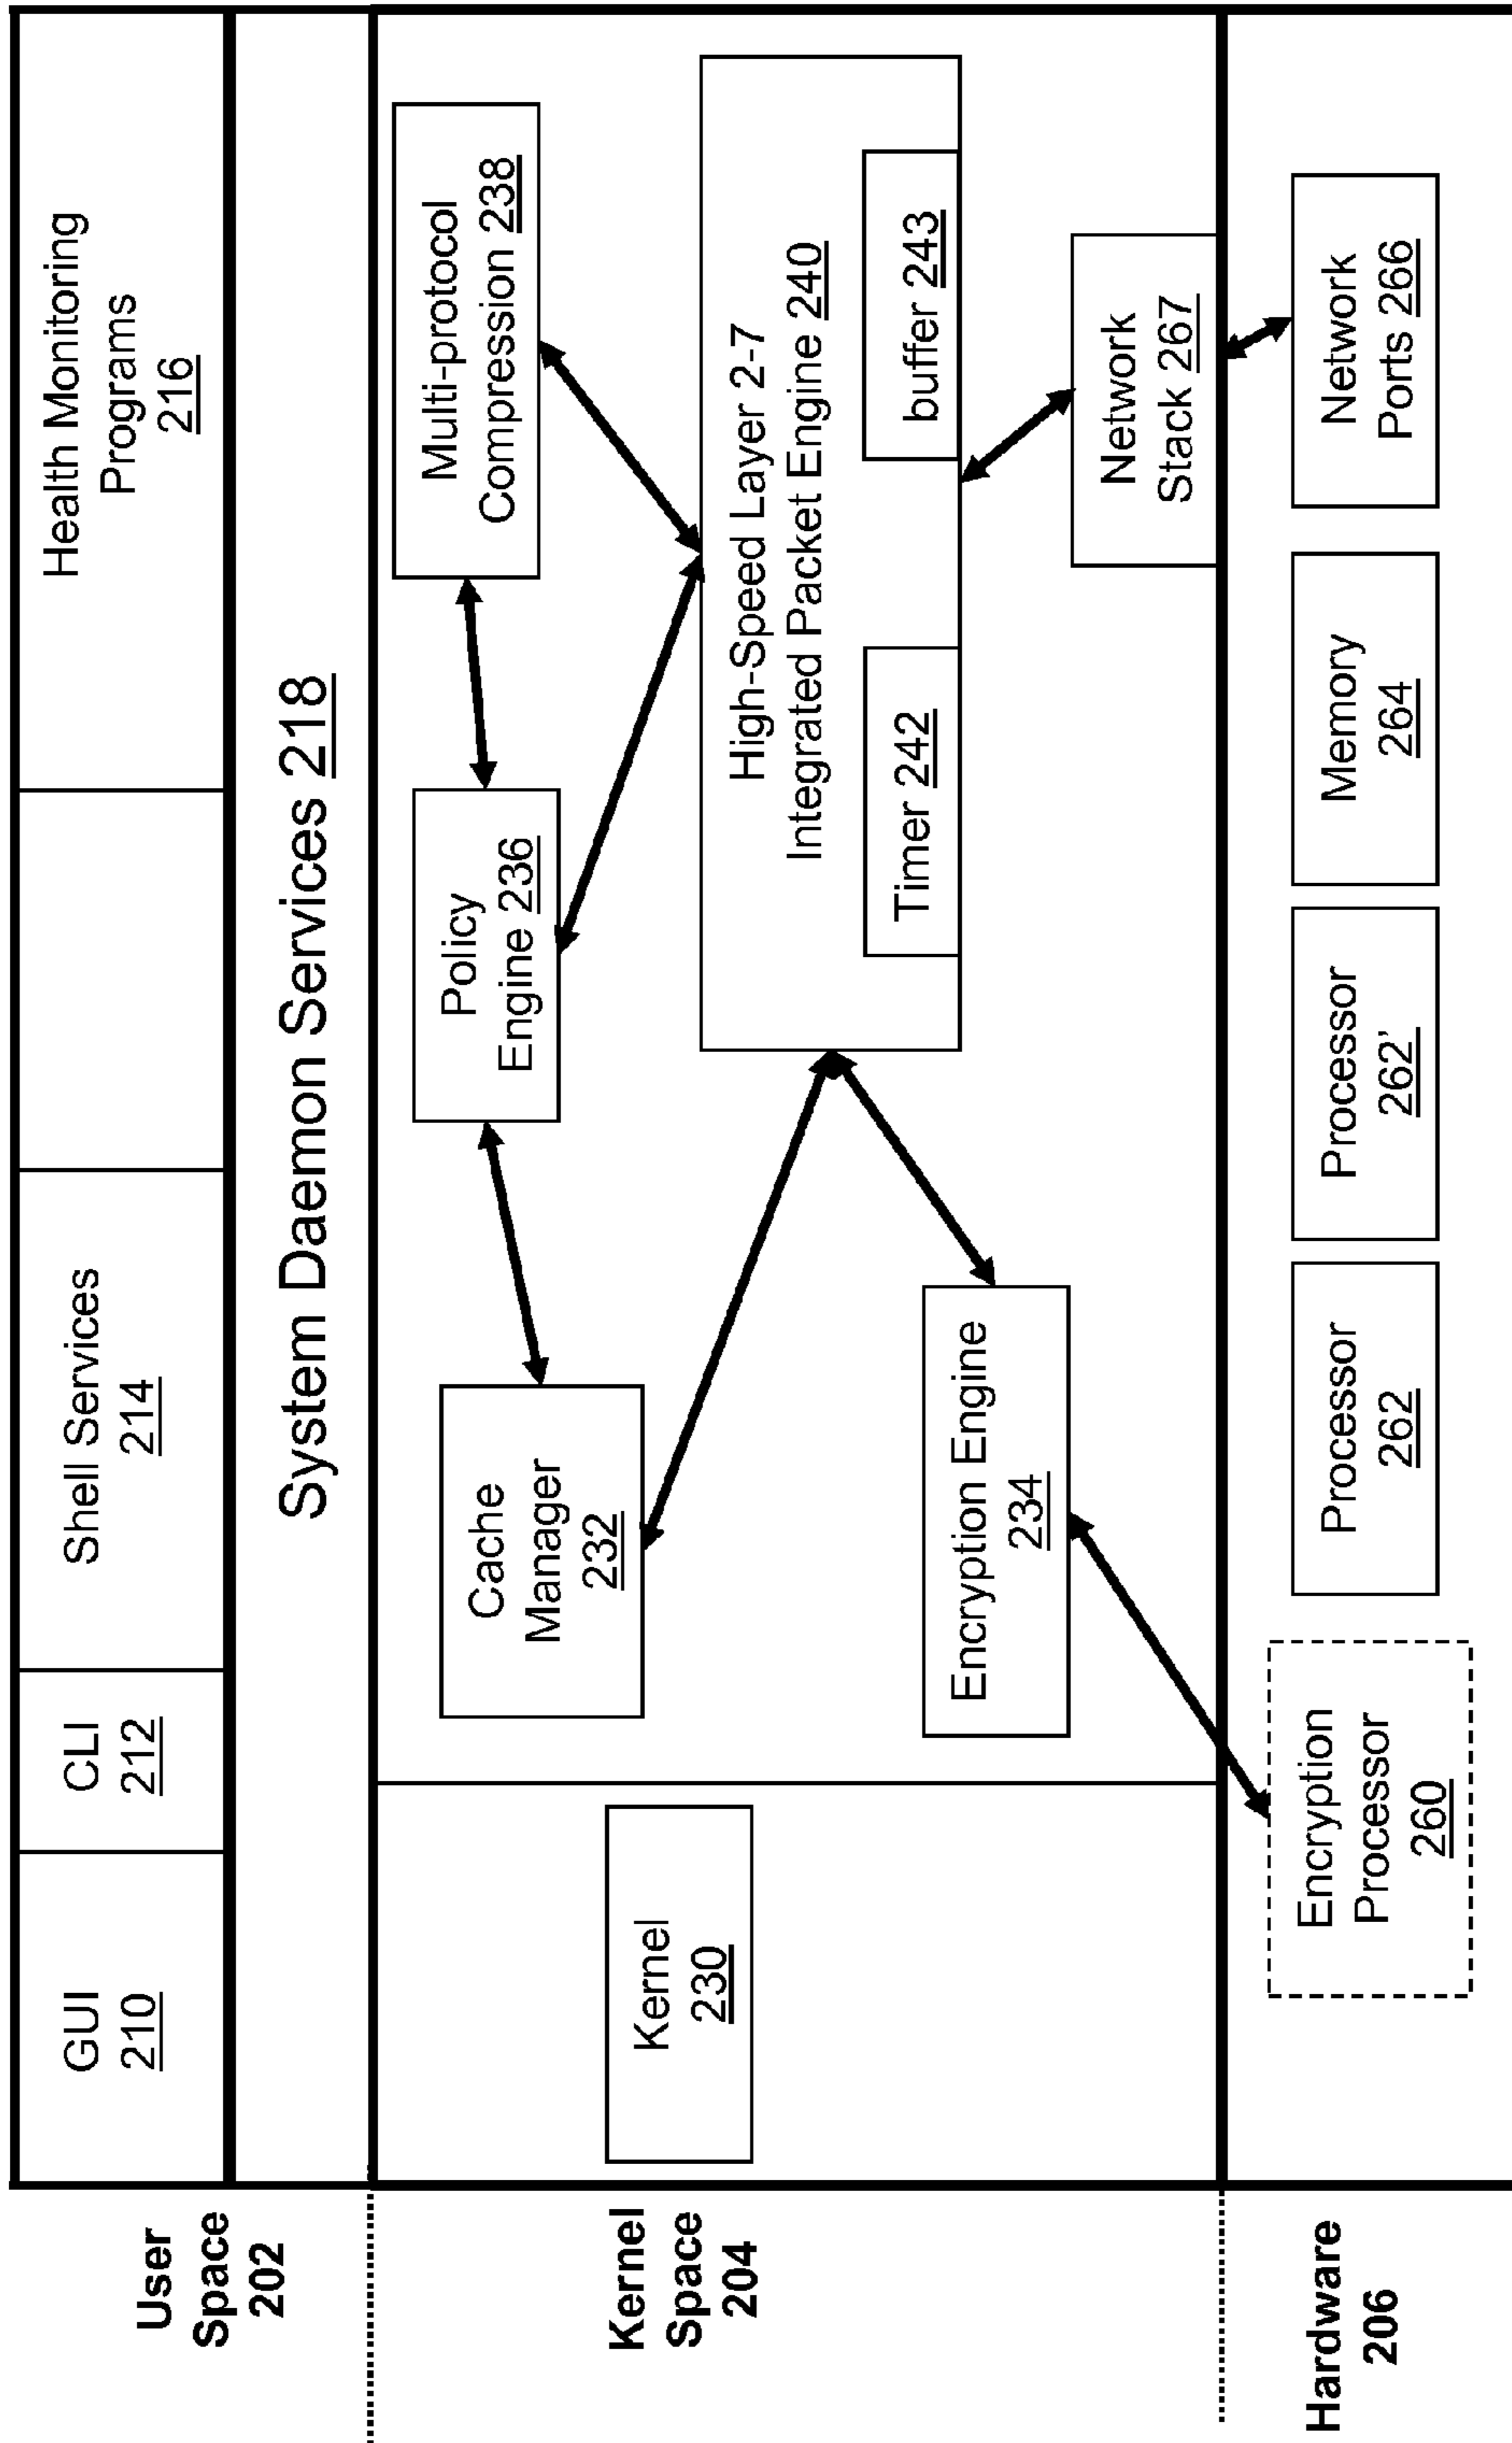 User
Space
202
GUI
210
CLI
212
Shell Services
214
Health Monitoring
Programs
216
System Daemon Services 218
Kernel
Space
204
Kernel
230
Cache
Manager
232
Policy
Engine 236
Multi-protocol
Compression 238
High-Speed Layer 2-7
Integrated Packet Engine 240
Timer 242
buffer 243
Encryption Engine
234
Network
Stack 267
Hardware
206
Encryption
Processor
260
Processor
262
Processor
262'
Memory
264
Network
Ports 266